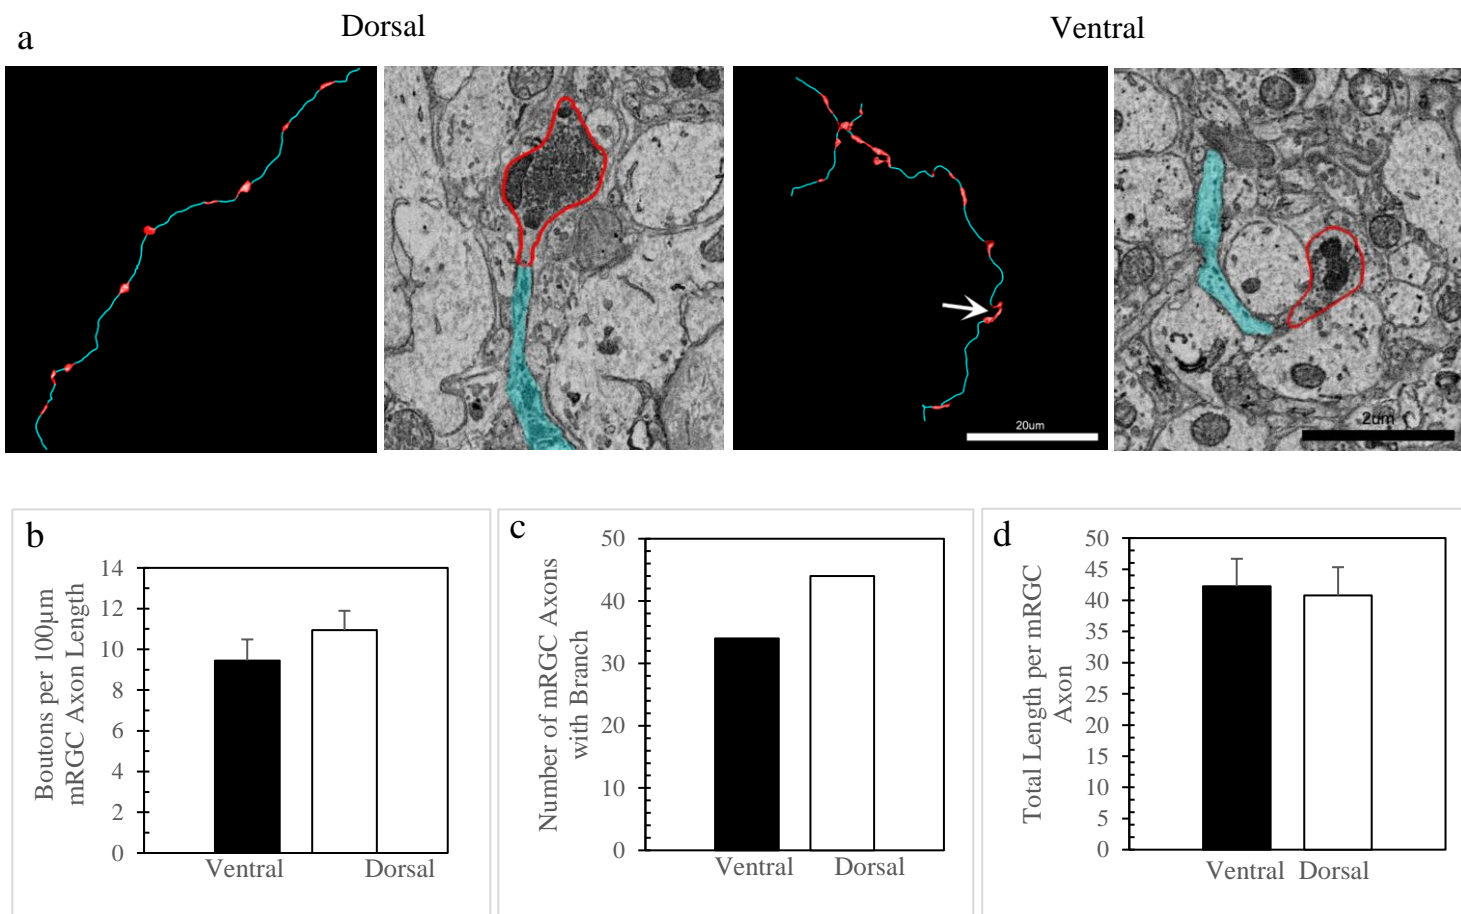 a
Dorsal
Ventral
20um
2um
b
Boutons per 100µm
mRGC Axon Length
14
12
10
8
6
4
2
0
Ventral
Dorsal
c
Number of mRGC Axons
with Branch
50
40
30
20
10
0
Ventral
Dorsal
d
Total Length per mRGC
Axon
50
45
40
35
30
25
20
15
10
5
0
Ventral
Dorsal